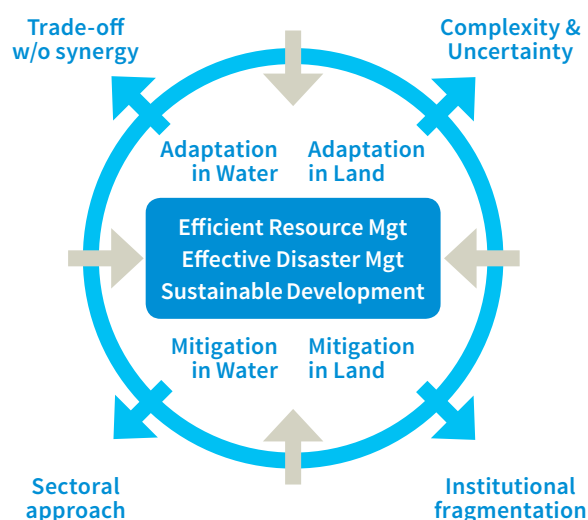 Trade-off
w/o synergy
Complexity &
Uncertainty
Adaptation
in Water
Adaptation
in Land
Efficient Resource Mgt
Effective Disaster Mgt
Sustainable Development
Mitigation
in Water
Mitigation
in Land
Sectoral
approach
Institutional
fragmentation